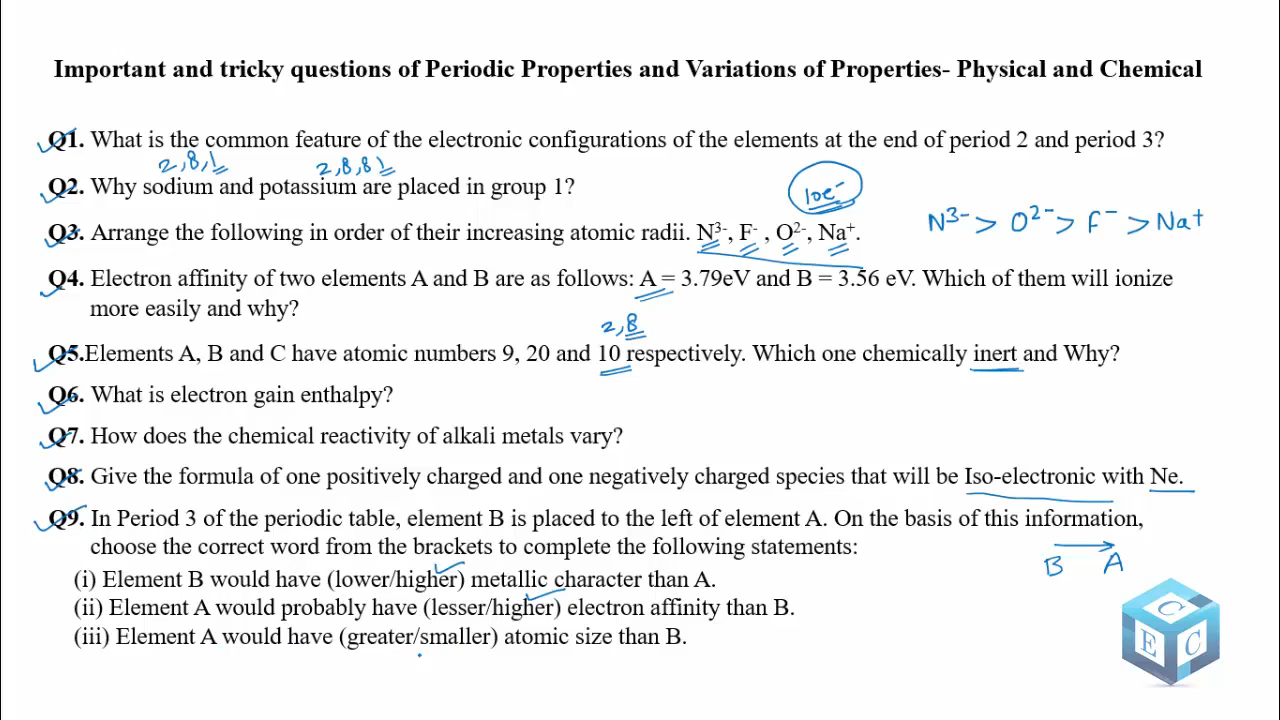 Important and tricky questions of Periodic Properties and Variations of Properties- Physical and Chemical
Q1. What is the common feature of the electronic configurations of the elements at the end of period 2 and period 3?
2,8,1 2,8,8,1
Q2. Why sodium and potassium are placed in group 1?
10e⁻
Q3. Arrange the following in order of their increasing atomic radii. N³⁻, F⁻ , O²⁻, Na⁺.
N³⁻ > O²⁻ > F⁻ > Na⁺
Q4. Electron affinity of two elements A and B are as follows: A = 3.79eV and B = 3.56 eV. Which of them will ionize
more easily and why?
2,8
Q5.Elements A, B and C have atomic numbers 9, 20 and 10 respectively. Which one chemically inert and Why?
Q6. What is electron gain enthalpy?
Q7. How does the chemical reactivity of alkali metals vary?
Q8. Give the formula of one positively charged and one negatively charged species that will be Iso-electronic with Ne.
Q9. In Period 3 of the periodic table, element B is placed to the left of element A. On the basis of this information,
choose the correct word from the brackets to complete the following statements:
B → A
(i) Element B would have (lower/higher) metallic character than A.
(ii) Element A would probably have (lesser/higher) electron affinity than B.
(iii) Element A would have (greater/smaller) atomic size than B.
C
E C